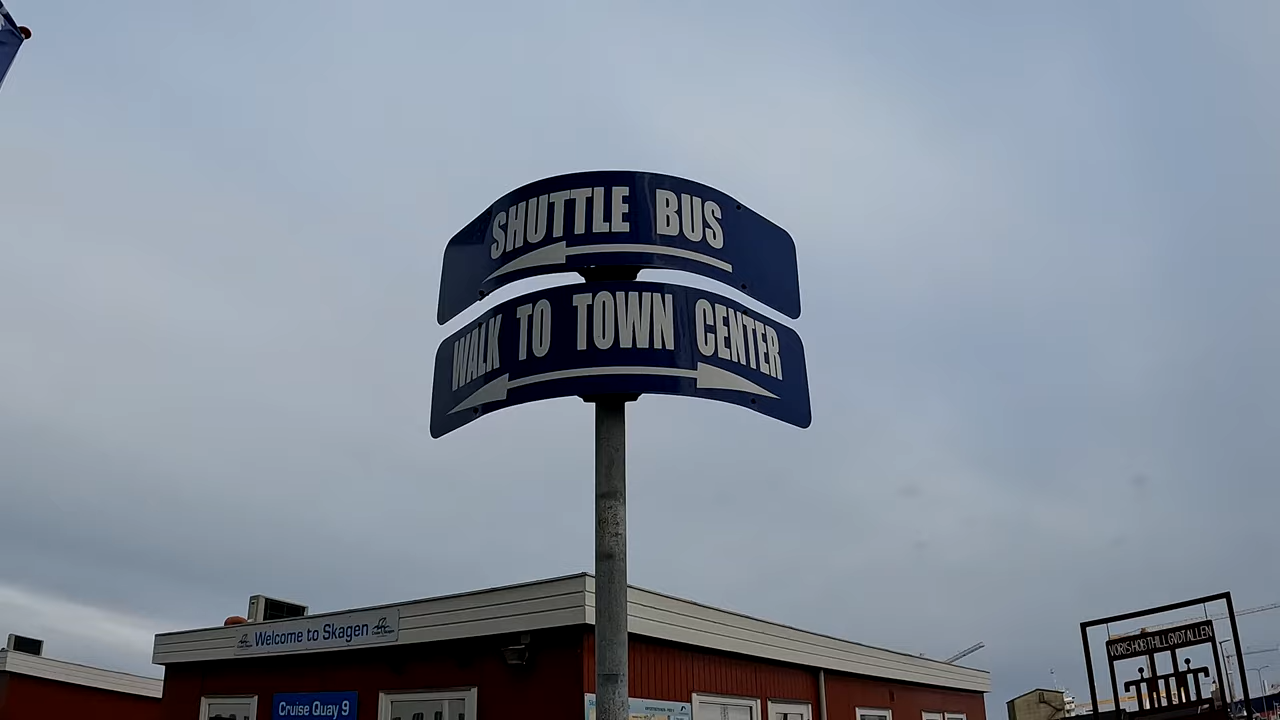 SHUTTLE BUS
WALK TO TOWN CENTER
Welcome to Skagen
Cruise Quay 9